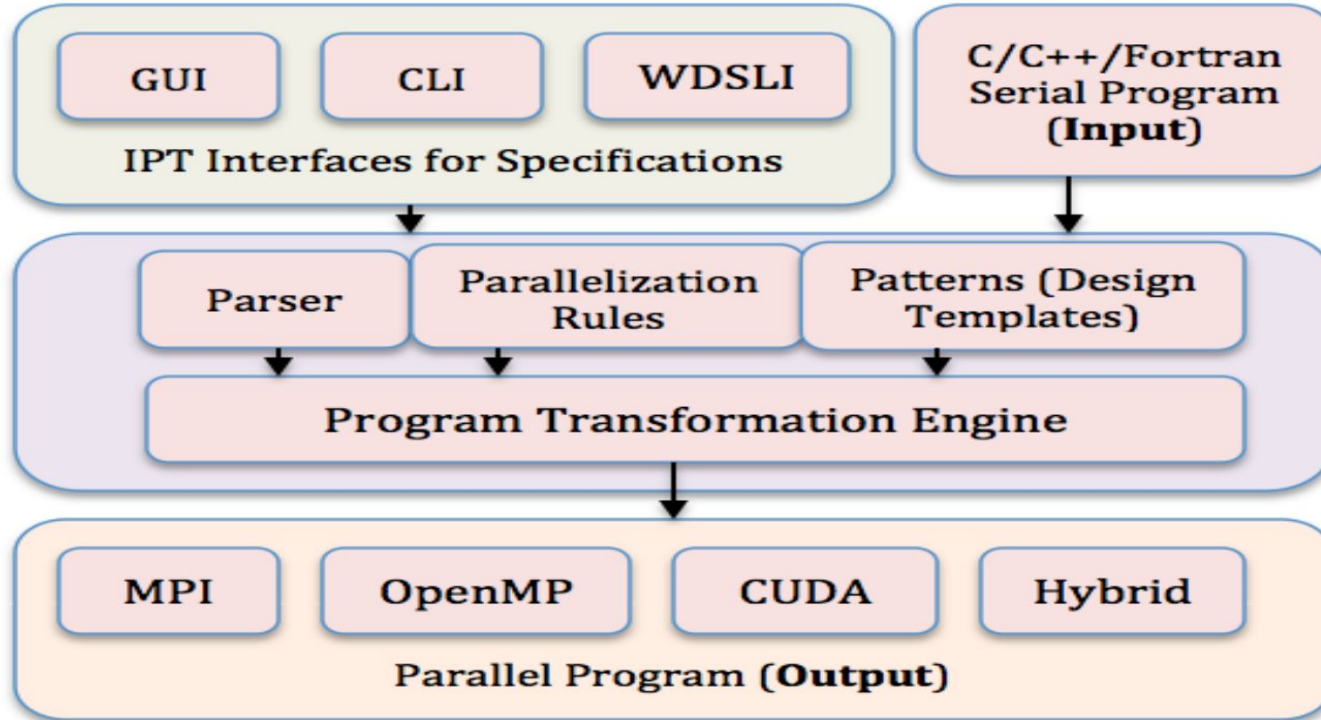 GUI
CLI
WDSLI
IPT Interfaces for Specifications
C/C++/Fortran
Serial Program
(Input)
Parser
Parallelization
Rules
Patterns (Design
Templates)
Program Transformation Engine
MPI
OpenMP
CUDA
Hybrid
Parallel Program (Output)